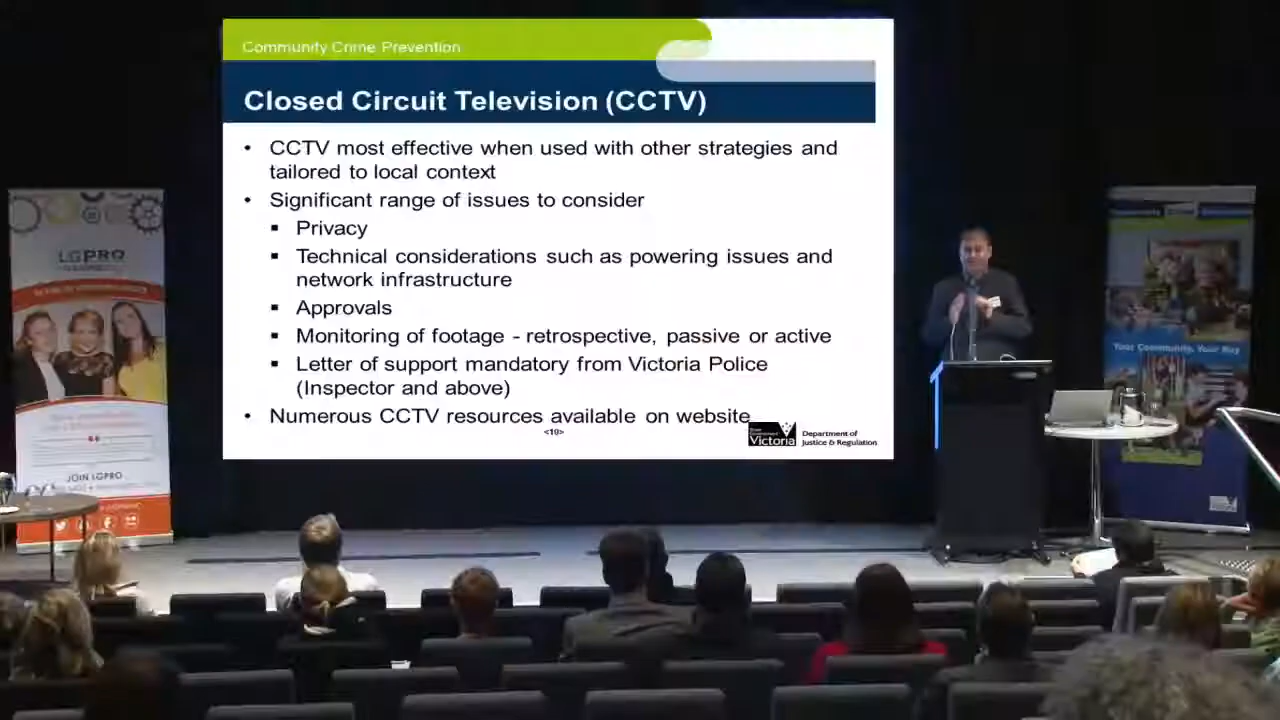 Community Crime Prevention
Closed Circuit Television (CCTV)
• CCTV most effective when used with other strategies and
tailored to local context
• Significant range of issues to consider
▪ Privacy
▪ Technical considerations such as powering issues and
network infrastructure
▪ Approvals
▪ Monitoring of footage - retrospective, passive or active
▪ Letter of support mandatory from Victoria Police
(Inspector and above)
• Numerous CCTV resources available on website
<10>
Victoria
Department of
Justice & Regulation
LGPRO
JOIN LGPRO
Your Community, Your Say